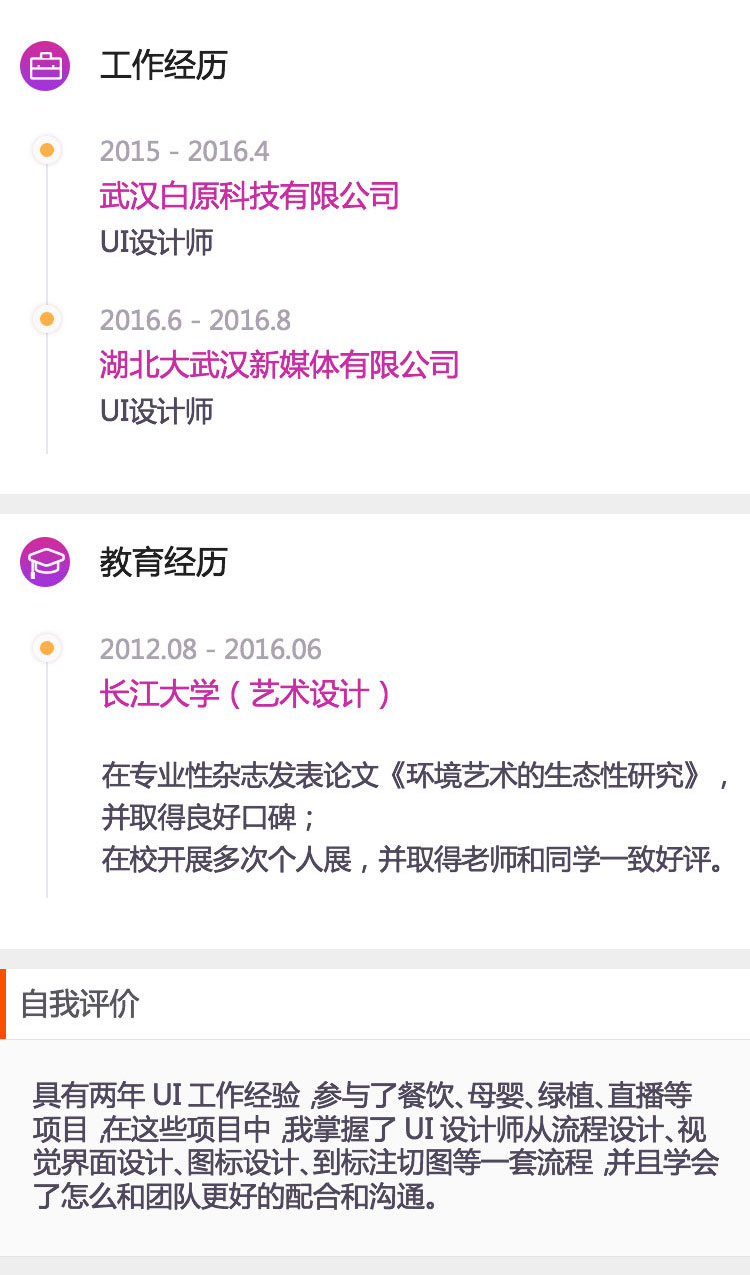 工作经历
2015 - 2016.4
武汉白原科技有限公司
UI设计师
2016.6 - 2016.8
湖北大武汉新媒体有限公司
UI设计师
教育经历
2012.08 - 2016.06
长江大学（艺术设计）
在专业性杂志发表论文《环境艺术的生态性研究》，
并取得良好口碑；
在校开展多次个人展，并取得老师和同学一致好评。
自我评价
具有两年 UI 工作经验 ,参与了餐饮、母婴、绿植、直播等
项目 ,在这些项目中 ,我掌握了 UI 设计师从流程设计、视
觉界面设计、图标设计、到标注切图等一套流程 ,并且学会
了怎么和团队更好的配合和沟通。